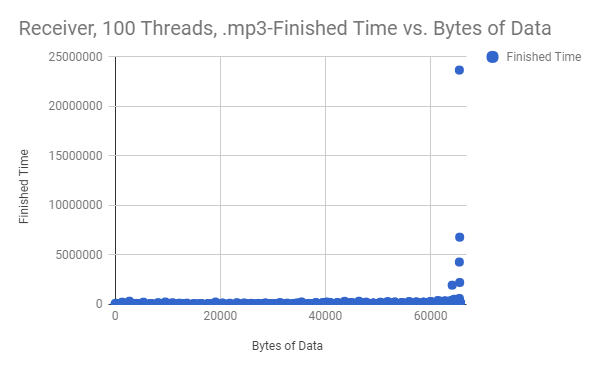 Receiver, 100 Threads, .mp3-Finished Time vs. Bytes of Data
Finished Time
25000000
20000000
15000000
10000000
5000000
0
Finished Time
0 20000 40000 60000
Bytes of Data